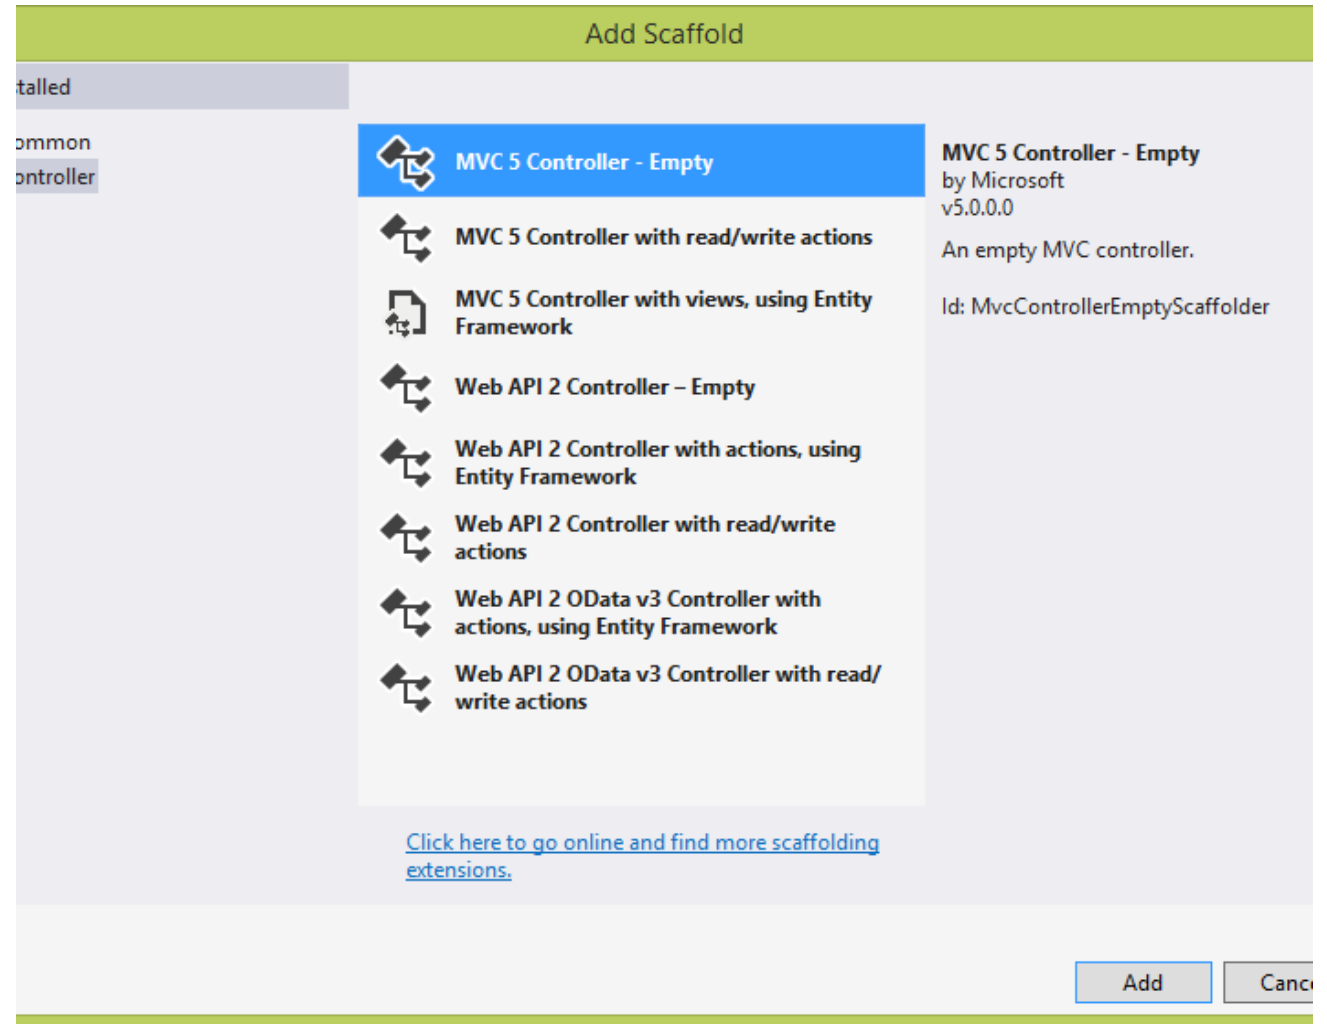 Add Scaffold
talled
ommon
ontroller
MVC 5 Controller - Empty
MVC 5 Controller with read/write actions
MVC 5 Controller with views, using Entity
Framework
Web API 2 Controller – Empty
Web API 2 Controller with actions, using
Entity Framework
Web API 2 Controller with read/write
actions
Web API 2 OData v3 Controller with
actions, using Entity Framework
Web API 2 OData v3 Controller with read/
write actions
Click here to go online and find more scaffolding
extensions.
MVC 5 Controller - Empty
by Microsoft
v5.0.0.0
An empty MVC controller.
Id: MvcControllerEmptyScaffolder
Add
Cance